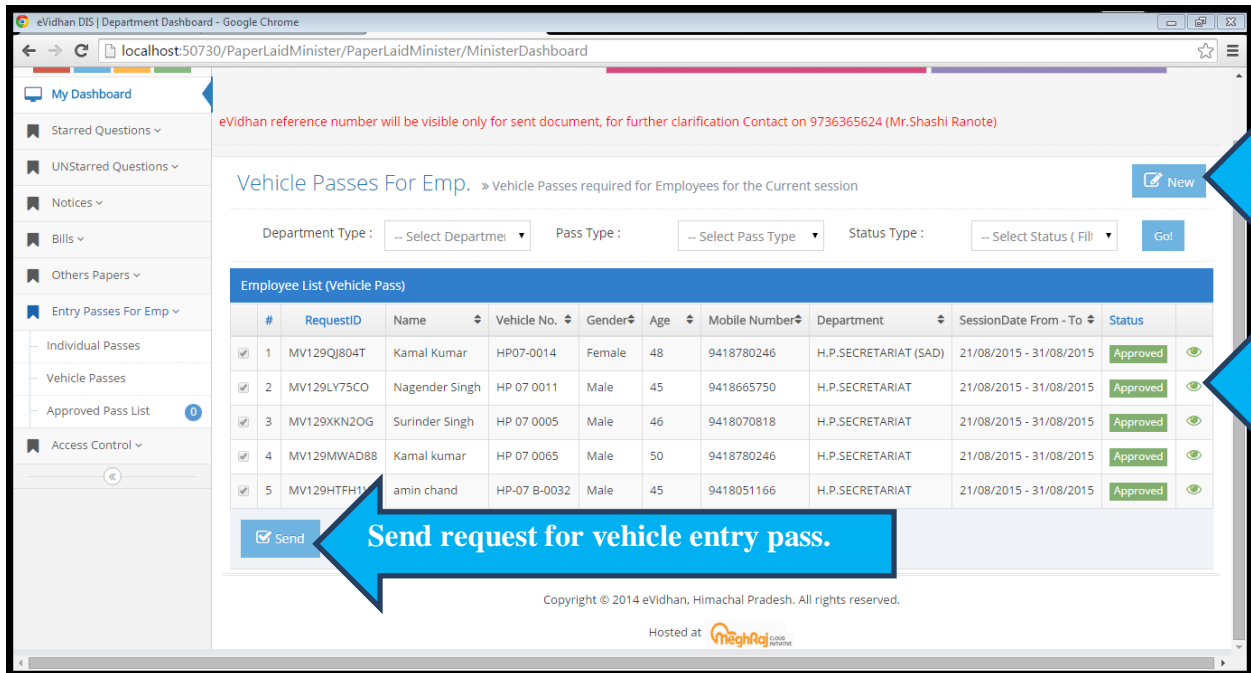 eVidhan DIS | Department Dashboard - Google Chrome
localhost:50730/PaperLaidMinister/PaperLaidMinister/MinisterDashboard
My Dashboard
Starred Questions
UNStarred Questions
Notices
Bills
Others Papers
Entry Passes For Emp
Individual Passes
Vehicle Passes
Approved Pass List 0
Access Control
eVidhan reference number will be visible only for sent document, for further clarification Contact on 9736365624 (Mr.Shashi Ranote)
Vehicle Passes For Emp. » Vehicle Passes required for Employees for the Current session New
Department Type : -- Select Departmen Pass Type : -- Select Pass Type Status Type : -- Select Status ( Filt Go!
Employee List (Vehicle Pass)
# RequestID Name Vehicle No. Gender Age Mobile Number Department SessionDate From - To Status
1 MV129QJ804T Kamal Kumar HP07-0014 Female 48 9418780246 H.P.SECRETARIAT (SAD) 21/08/2015 - 31/08/2015 Approved
2 MV129LY75CO Nagender Singh HP 07 0011 Male 45 9418665750 H.P.SECRETARIAT 21/08/2015 - 31/08/2015 Approved
3 MV129XKN2OG Surinder Singh HP 07 0005 Male 46 9418070818 H.P.SECRETARIAT 21/08/2015 - 31/08/2015 Approved
4 MV129MWAD88 Kamal kumar HP 07 0065 Male 50 9418780246 H.P.SECRETARIAT 21/08/2015 - 31/08/2015 Approved
5 amin chand HP-07 B-0032 Male 45 9418051166 H.P.SECRETARIAT 21/08/2015 - 31/08/2015 Approved
Send
Send request for vehicle entry pass.
Copyright © 2014 eVidhan, Himachal Pradesh. All rights reserved.
Hosted at MeghRaj CLOUD INITIATIVE